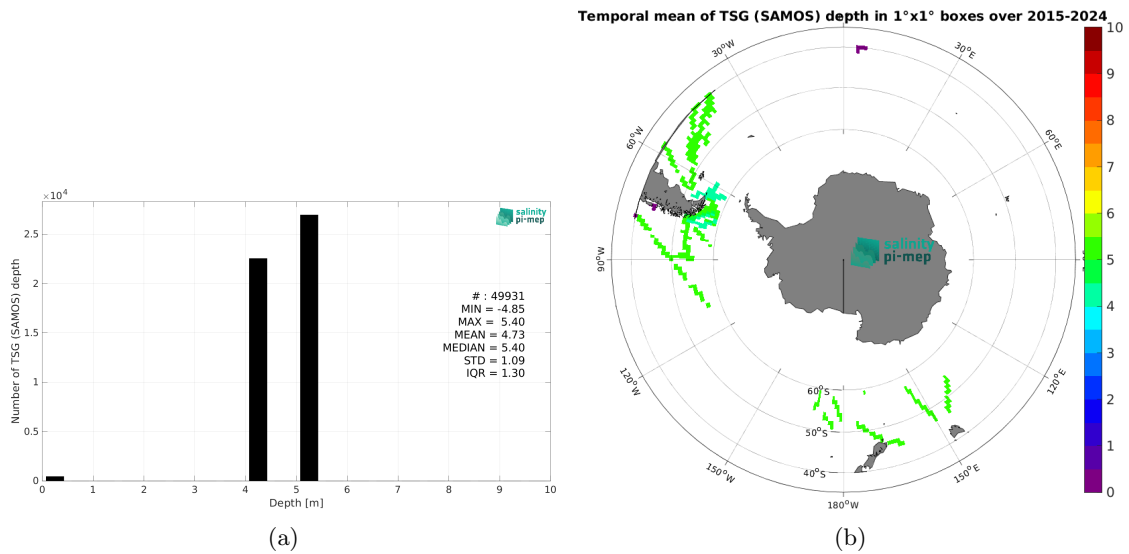 Temporal mean of TSG (SAMOS) depth in 1°x1° boxes over 2015-2024
×10⁴
Number of TSG (SAMOS) depth
2.5
2
1.5
1
0.5
0
0 1 2 3 4 5 6 7 8 9 10
Depth [m]
salinity
pi-mep
# : 49931
MIN = -4.85
MAX = 5.40
MEAN = 4.73
MEDIAN = 5.40
STD = 1.09
IQR = 1.30
(a)
30°W
30°E
60°W
60°E
90°W
120°W
120°E
150°W
150°E
180°W
60°S
50°S
40°S
salinity
pi-mep
10
9
8
7
6
5
4
3
2
1
0
(b)